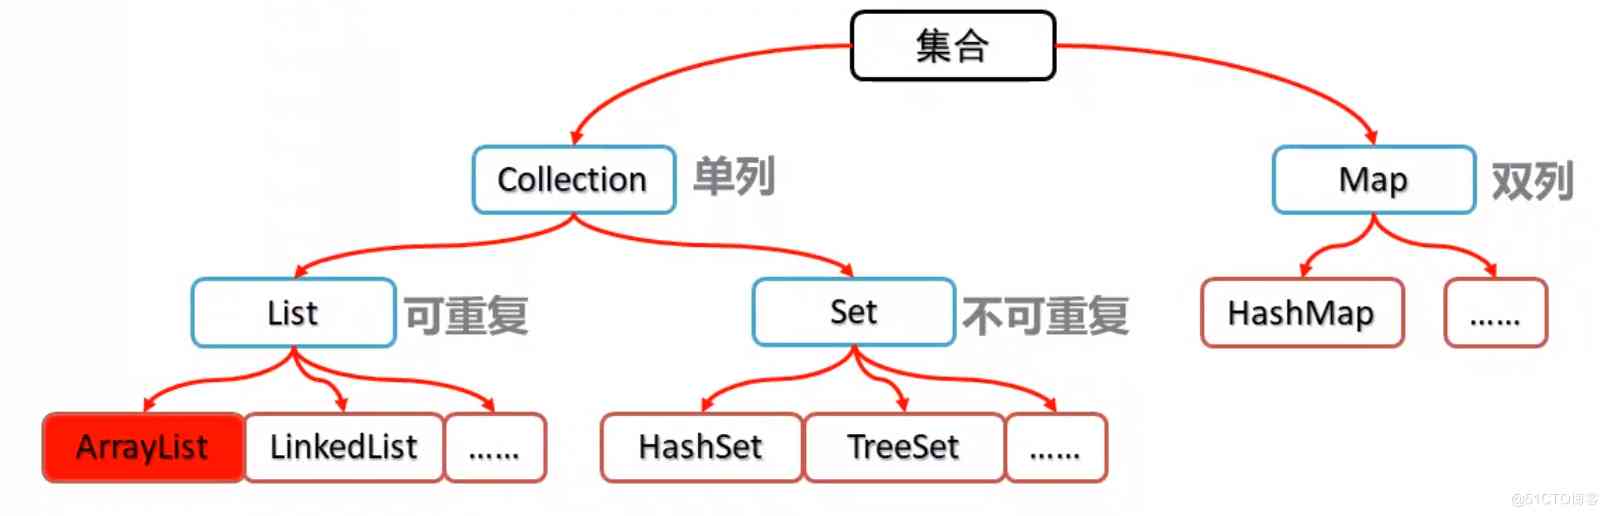 集合
Collection 单列
Map 双列
List 可重复
Set 不可重复
HashMap
......
ArrayList
LinkedList
......
HashSet
TreeSet
......
@51CTO博客